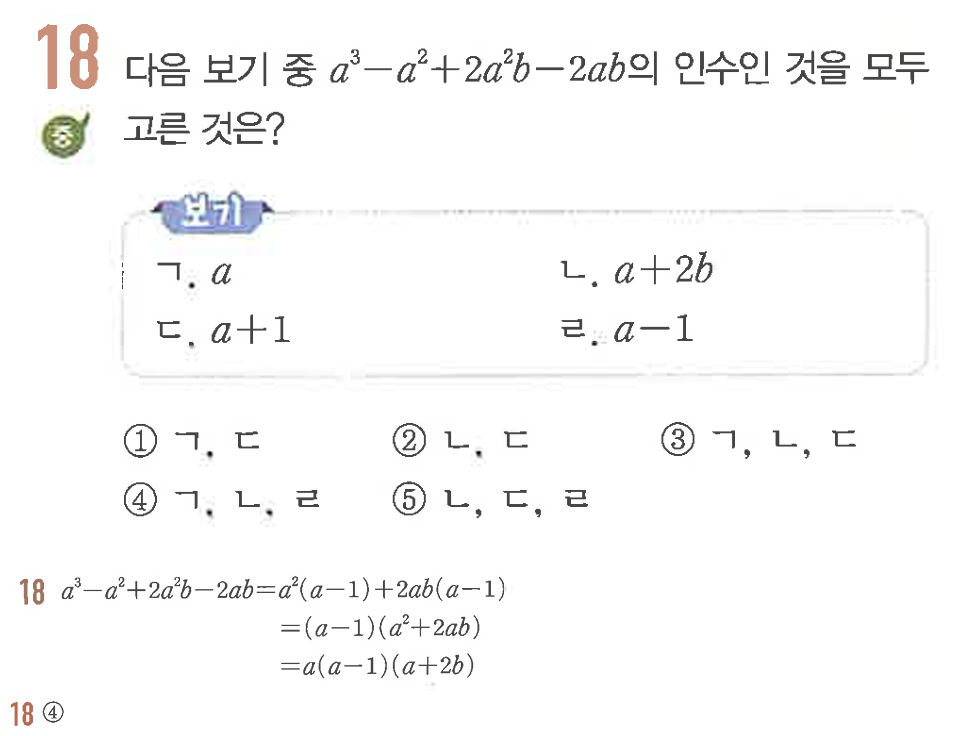 18 다음 보기 중 a³−a²+2a²b−2ab의 인수인 것을 모두
중 고른 것은?
보기
ㄱ. a ㄴ. a+2b
ㄷ. a+1 ㄹ. a−1
① ㄱ, ㄷ ② ㄴ, ㄷ ③ ㄱ, ㄴ, ㄷ
④ ㄱ, ㄴ, ㄹ ⑤ ㄴ, ㄷ, ㄹ
18 a³−a²+2a²b−2ab=a²(a−1)+2ab(a−1)
=(a−1)(a²+2ab)
=a(a−1)(a+2b)
18 ④